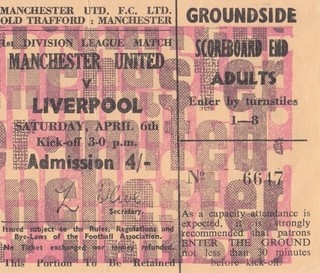 MANCHESTER UTD. F.C. LTD.
OLD TRAFFORD : MANCHESTER
1st DIVISION LEAGUE MATCH
MANCHESTER UNITED
v
LIVERPOOL
SATURDAY, APRIL 6th
Kick-off 3-0 p.m.
Admission 4/-
Secretary.
Issued subject to the Rules, Regulations and
Bye-Laws of the Football Association.
No Ticket exchanged nor money refunded.
This Portion To Be Retained
GROUNDSIDE
SCOREBOARD END
ADULTS
Enter by turnstiles
1—8
No 6647
As a capacity attendance is
expected, it is strongly
recommended that patrons
ENTER THE GROUND
not less than 30 minutes
before kick-off